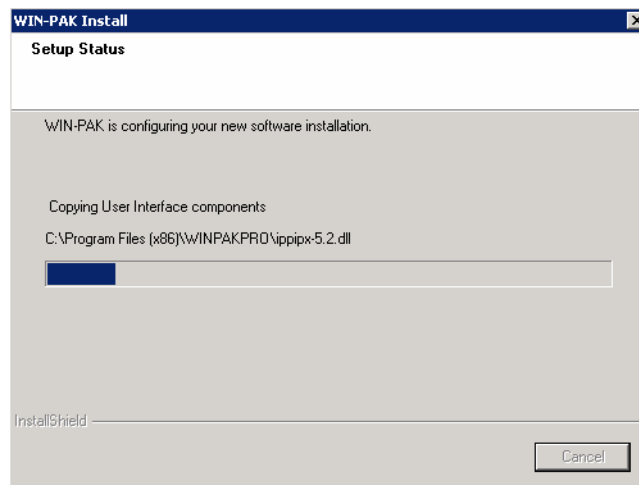 WIN-PAK Install
Setup Status
WIN-PAK is configuring your new software installation.
Copying User Interface components
C:\Program Files (x86)\WINPAKPRO\ippipx-5.2.dll
InstallShield
Cancel